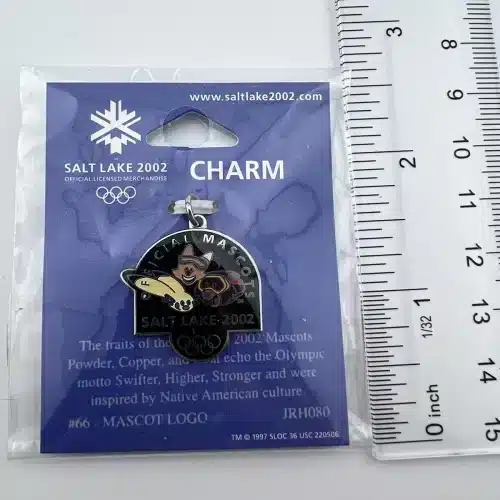 www.saltlake2002.com
SALT LAKE 2002
OFFICIAL LICENSED MERCHANDISE
CHARM
OFFICIAL MASCOTS
SALT LAKE 2002
The traits of the 2002 Mascots
Powder, Copper, and echo the Olympic
motto Swifter, Higher, Stronger and were
inspired by Native American culture
#66 - MASCOT LOGO JRH080
TM © 1997 SLOC 36 USC 220506
3
2
1
1/32
0 inch
8
9
10
11
12
13
14
15